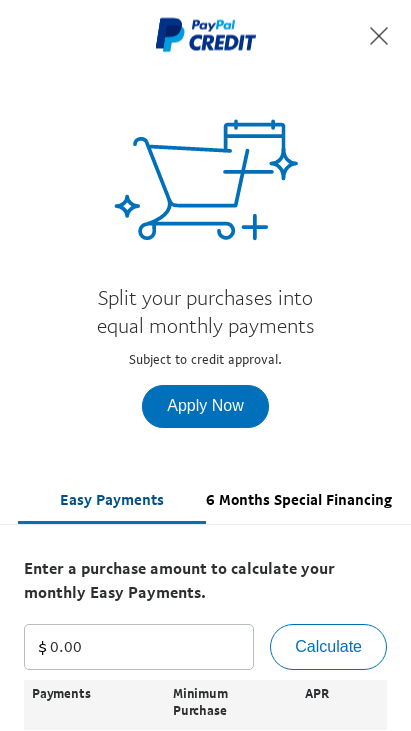 PayPal
CREDIT
Split your purchases into
equal monthly payments
Subject to credit approval.
Apply Now
Easy Payments
6 Months Special Financing
Enter a purchase amount to calculate your
monthly Easy Payments.
$ 0.00
Calculate
Payments
Minimum
Purchase
APR